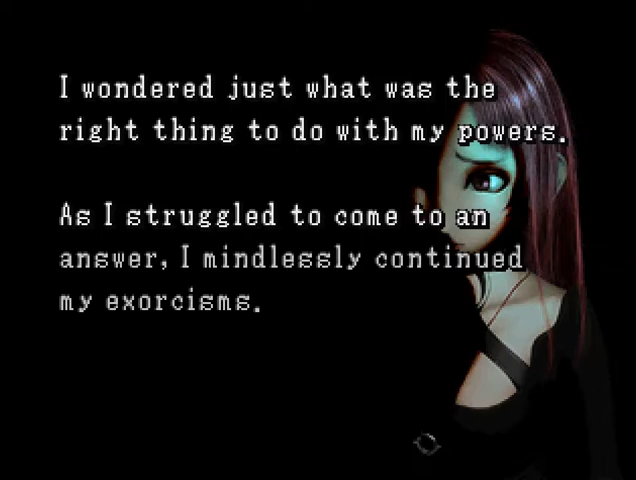 I wondered just what was the
right thing to do with my powers.
As I struggled to come to an
answer, I mindlessly continued
my exorcisms.